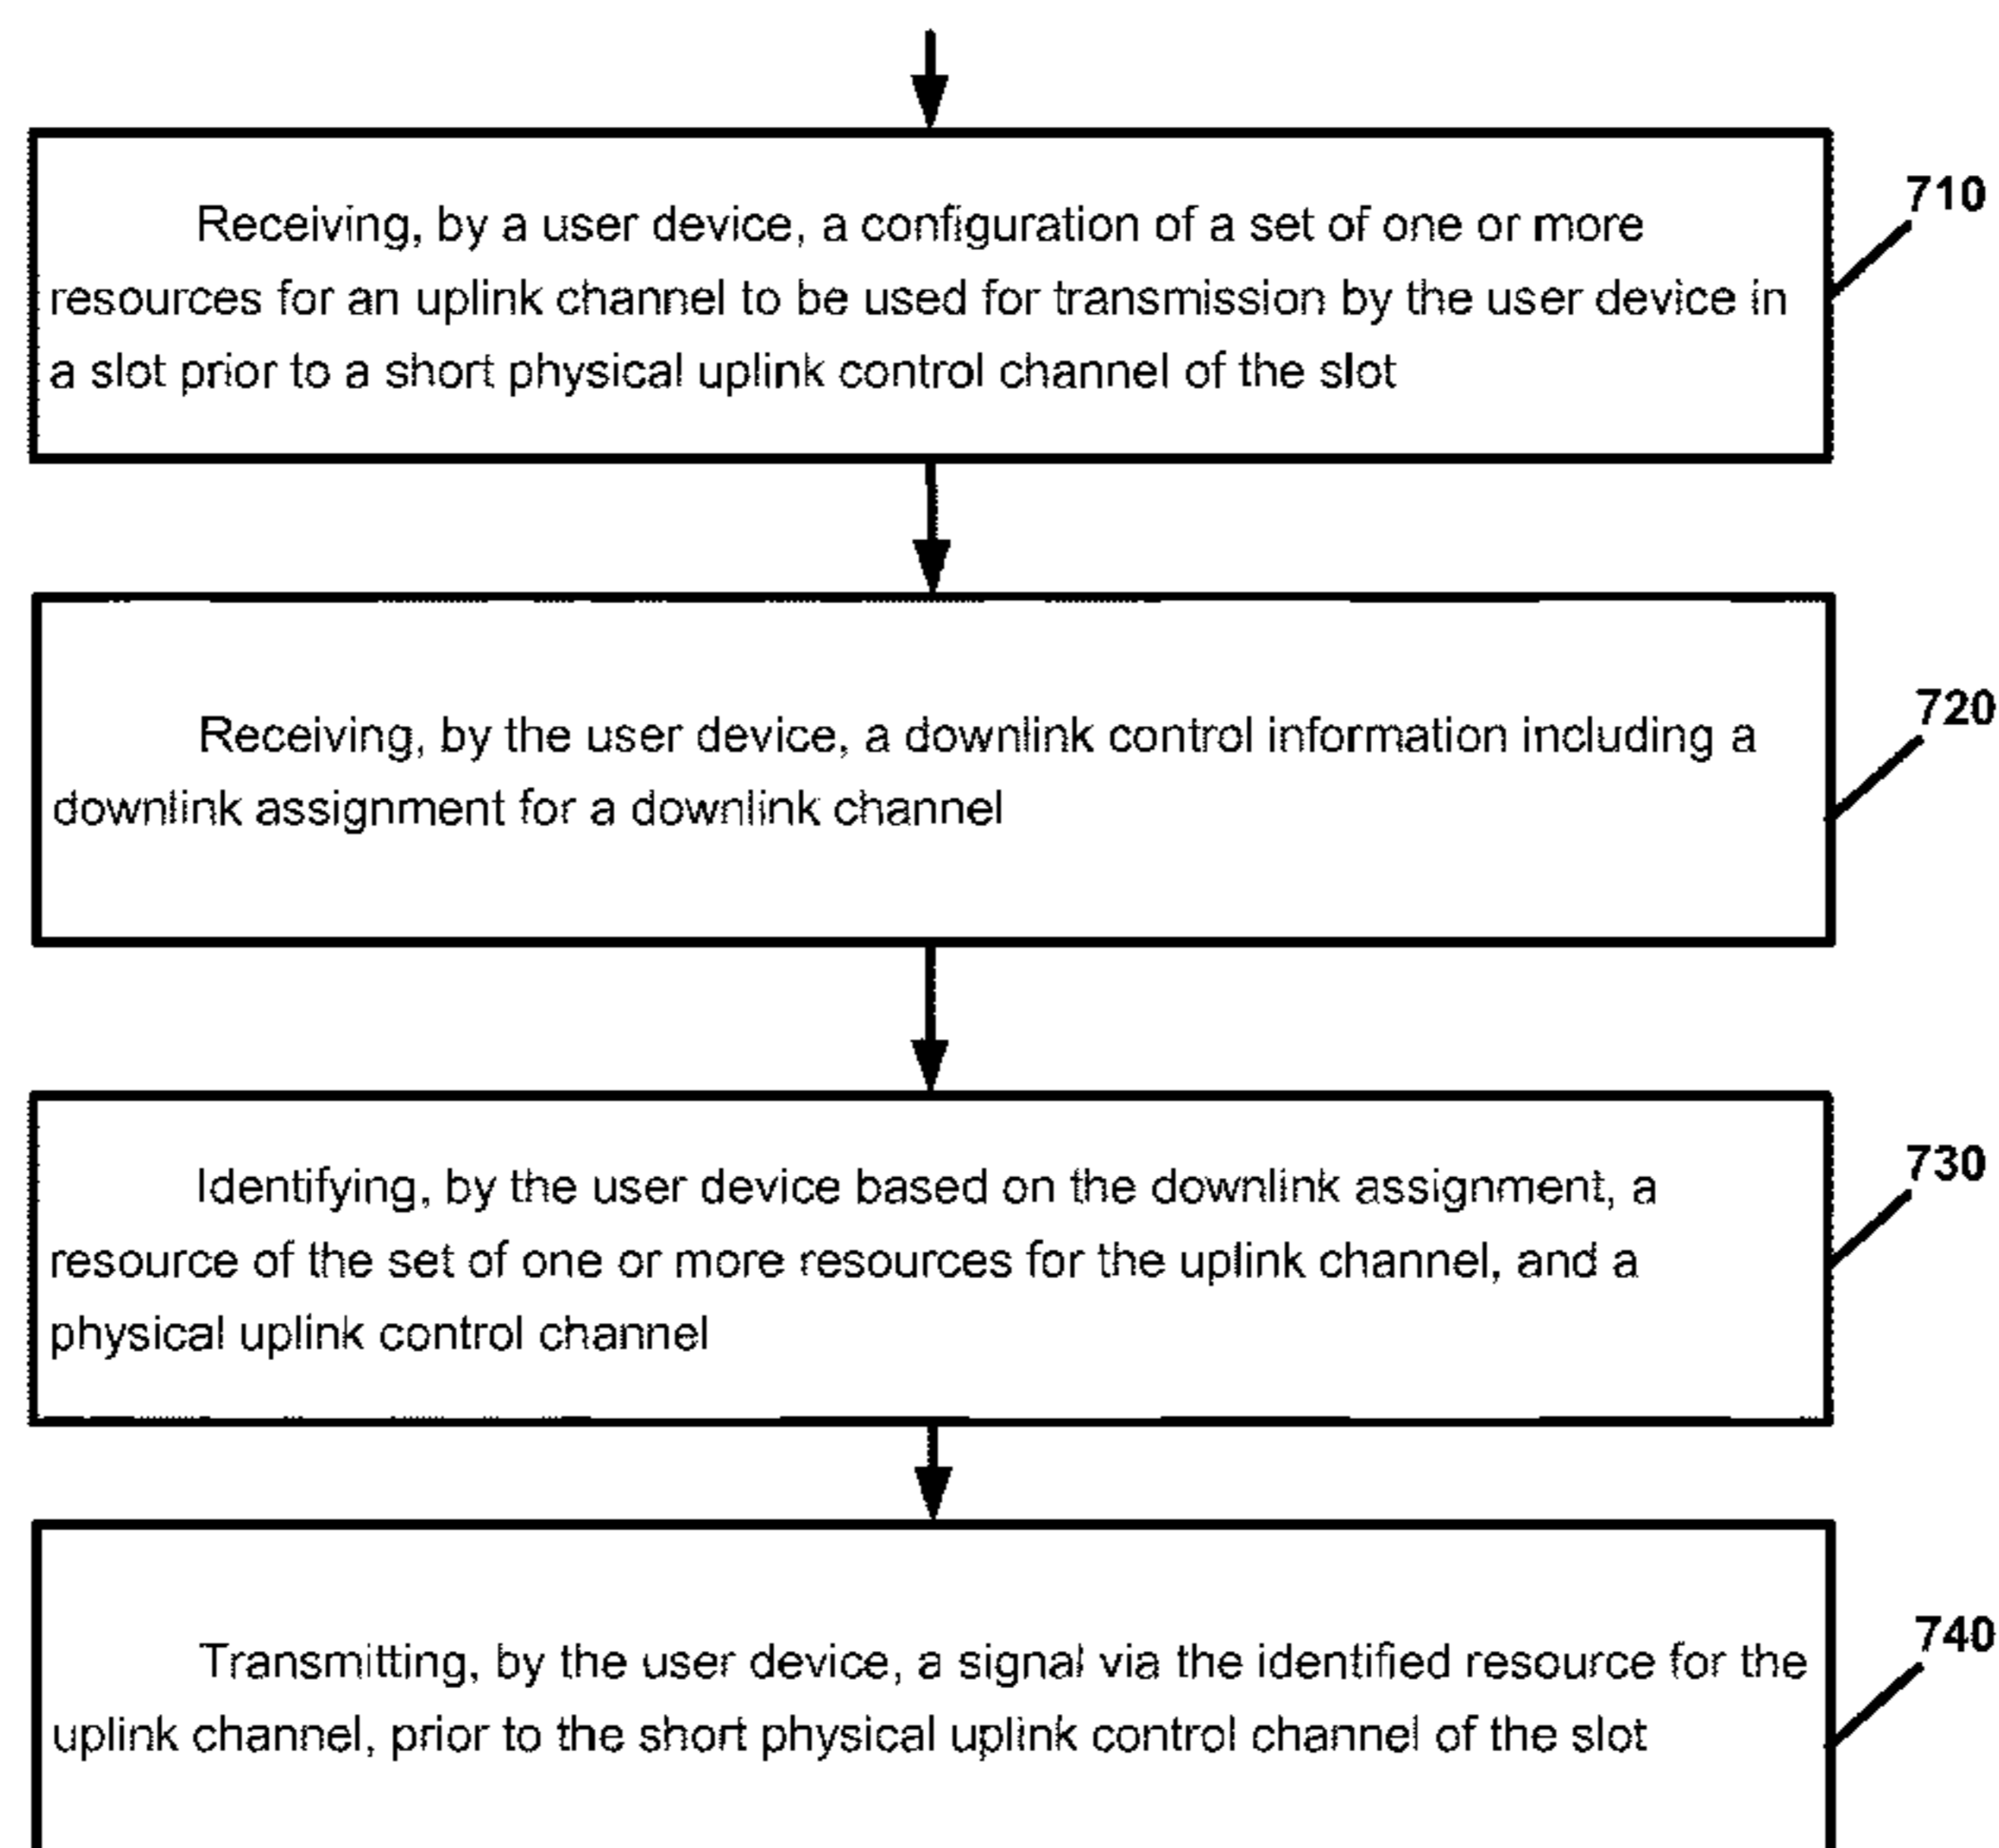 710
Receiving, by a user device, a configuration of a set of one or more
resources for an uplink channel to be used for transmission by the user device in
a slot prior to a short physical uplink control channel of the slot
720
Receiving, by the user device, a downlink control information including a
downlink assignment for a downlink channel
730
Identifying, by the user device based on the downlink assignment, a
resource of the set of one or more resources for the uplink channel, and a
physical uplink control channel
740
Transmitting, by the user device, a signal via the identified resource for the
uplink channel, prior to the short physical uplink control channel of the slot